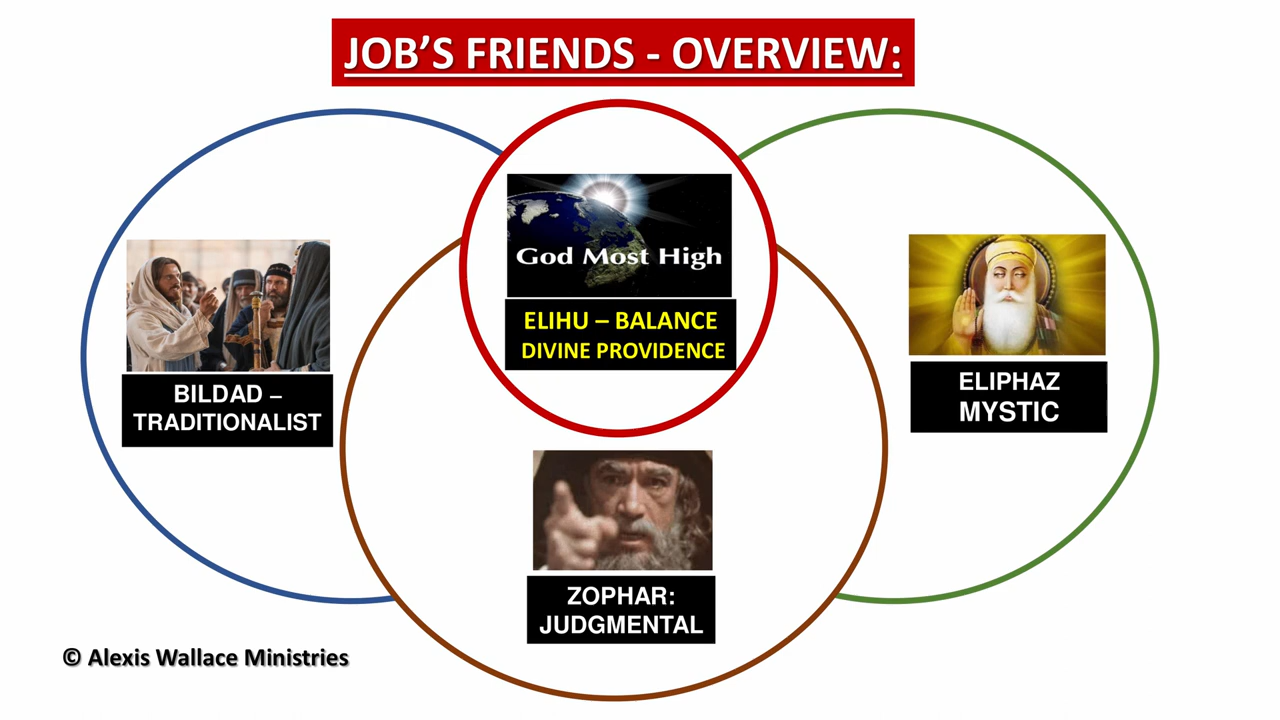 JOB’S FRIENDS - OVERVIEW:
God Most High
ELIHU – BALANCE
DIVINE PROVIDENCE
BILDAD –
TRADITIONALIST
ELIPHAZ
MYSTIC
ZOPHAR:
JUDGMENTAL
© Alexis Wallace Ministries